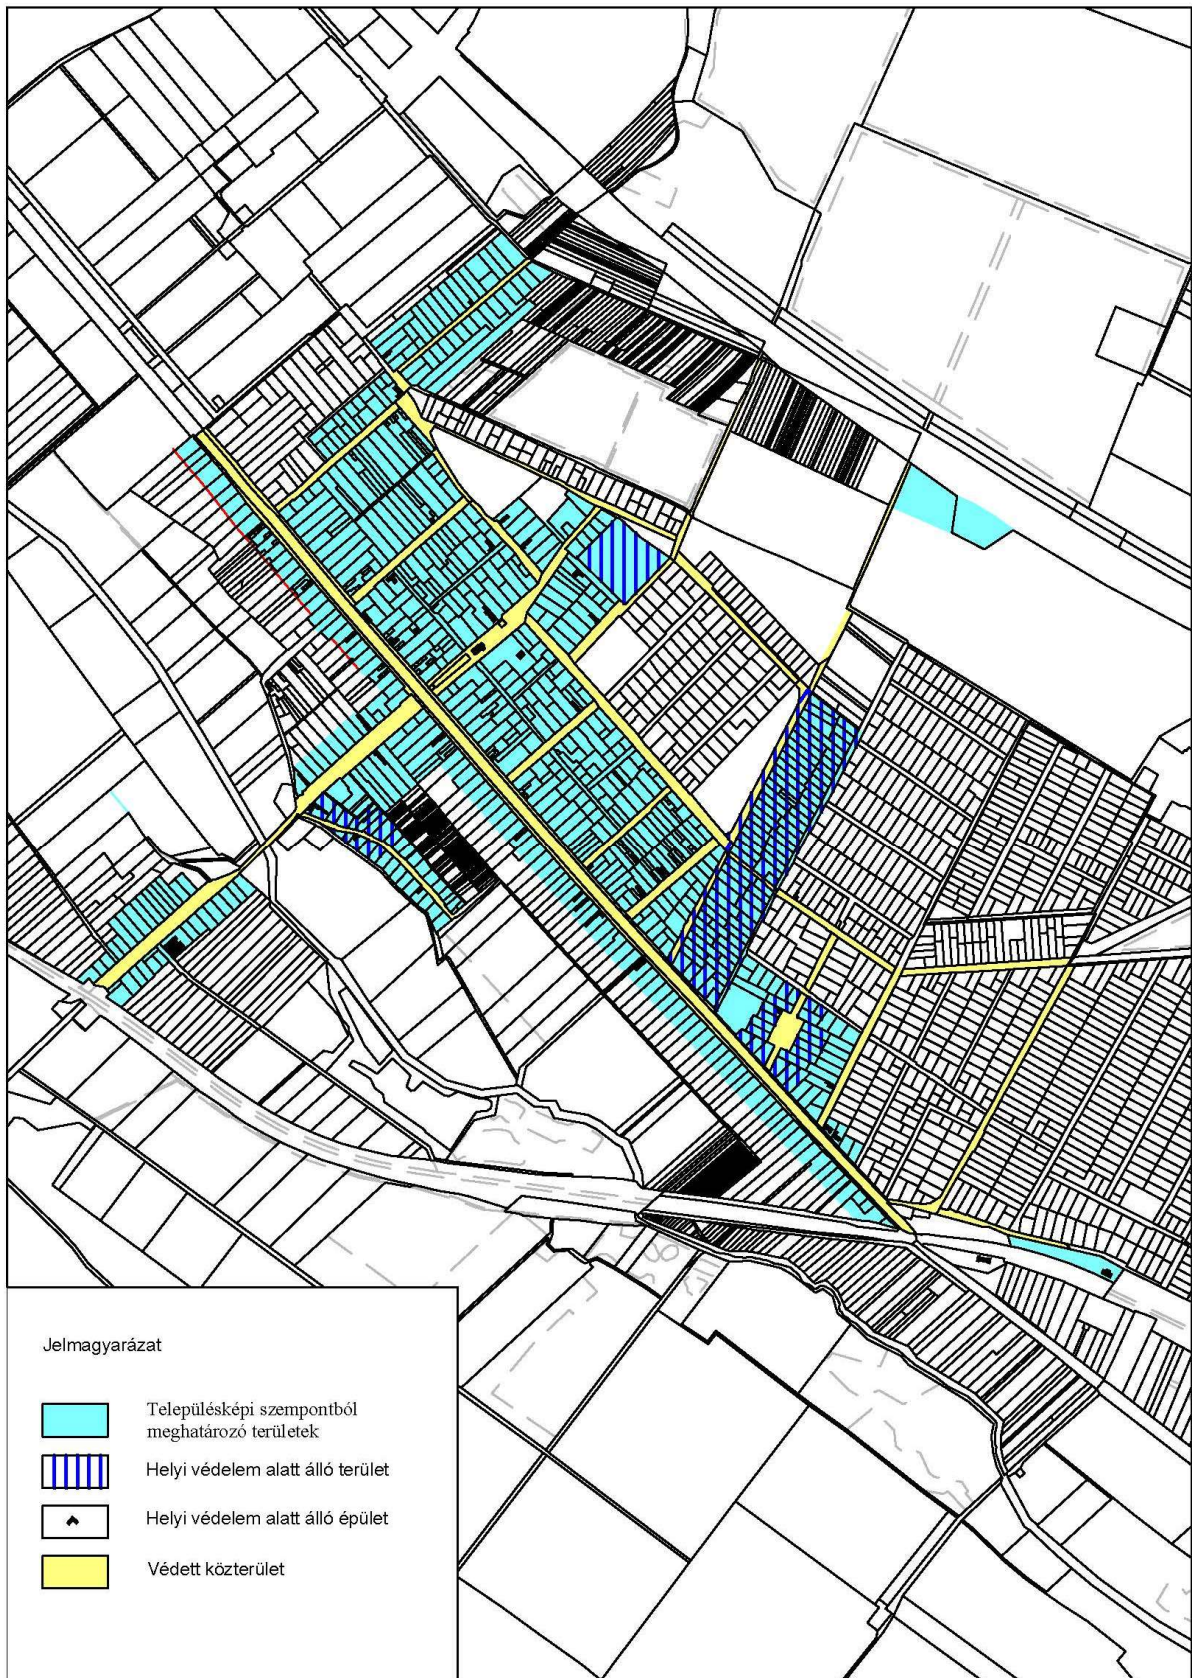 Jelmagyarázat
Településképi szempontból
meghatározó területek
Helyi védelem alatt álló terület
Helyi védelem alatt álló épület
Védett közterület